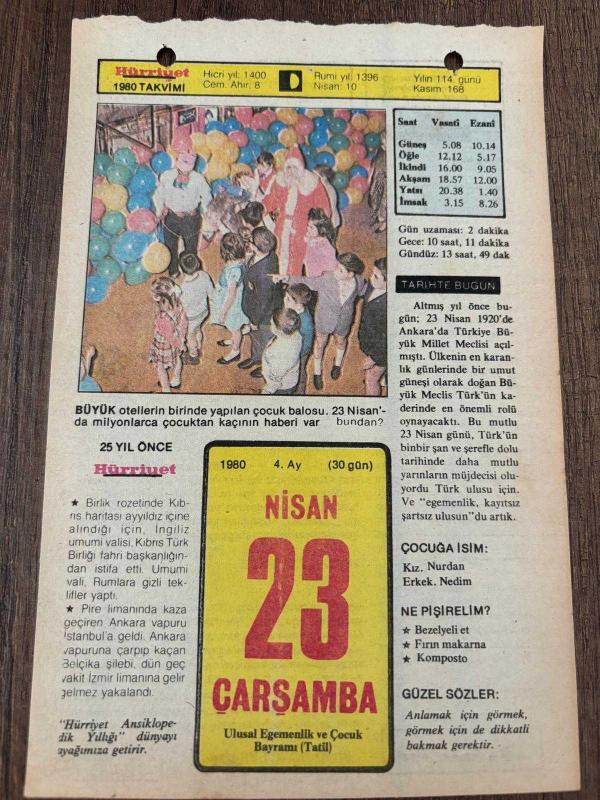 Hürriyet
1980 TAKVİMİ
Hicri yıl: 1400
Cem. Ahır. 8
Rumi yıl: 1396
Nisan: 10
Yılın 114. günü
Kasım: 168
Saat Vasatî Ezanî
Güneş 5.08 10.14
Öğle 12.12 5.17
İkindi 16.00 9.05
Akşam 18.57 12.00
Yatsı 20.38 1.40
İmsak 3.15 8.26
Gün uzaması: 2 dakika
Gece: 10 saat, 11 dakika
Gündüz: 13 saat, 49 dak
TARİHTE BUGÜN
Altmış yıl önce bu-
gün; 23 Nisan 1920'de
Ankara'da Türkiye Bü-
yük Millet Meclisi açıl-
mıştı. Ülkenin en karan-
lık günlerinde bir umut
güneşi olarak doğan Bü-
yük Meclis Türk'ün ka-
derinde en önemli rolü
oynayacaktı. Bu mutlu
23 Nisan günü, Türk'ün
binbir şan ve şerefle dolu
tarihinde daha mutlu
yarınların müjdecisi olu-
yordu Türk ulusu için.
Ve "egemenlik, kayıtsız
şartsız ulusun"du artık.
BÜYÜK otellerin birinde yapılan çocuk balosu. 23 Nisan'-
da milyonlarca çocuktan kaçının haberi var bundan?
25 YIL ÖNCE
Hürriyet
★ Birlik rozetinde Kıb-
rıs haritası ayyıldız içine
alındığı için, İngiliz
umumi valisi, Kıbrıs Türk
Birliği fahri başkanlığın-
dan istifa etti. Umumi
vali, Rumlara gizli tek-
lifler yaptı.
★ Pire limanında kaza
geçiren Ankara vapuru
İstanbul'a geldi. Ankara
vapuruna çarpıp kaçan
Belçika şilebi, dün geç
vakit İzmir limanına gelir
gelmez yakalandı.
"Hürriyet Ansiklope-
dik Yıllığı" dünyayı
ayağımıza getirir.
1980 4. Ay (30 gün)
NİSAN
23
ÇARŞAMBA
Ulusal Egemenlik ve Çocuk
Bayramı (Tatil)
ÇOCUĞA İSİM:
Kız. Nurdan
Erkek. Nedim
NE PİŞİRELİM?
★ Bezelyeli et
★ Fırın makarna
★ Komposto
GÜZEL SÖZLER:
Anlamak için görmek,
görmek için de dikkatli
bakmak gerektir.